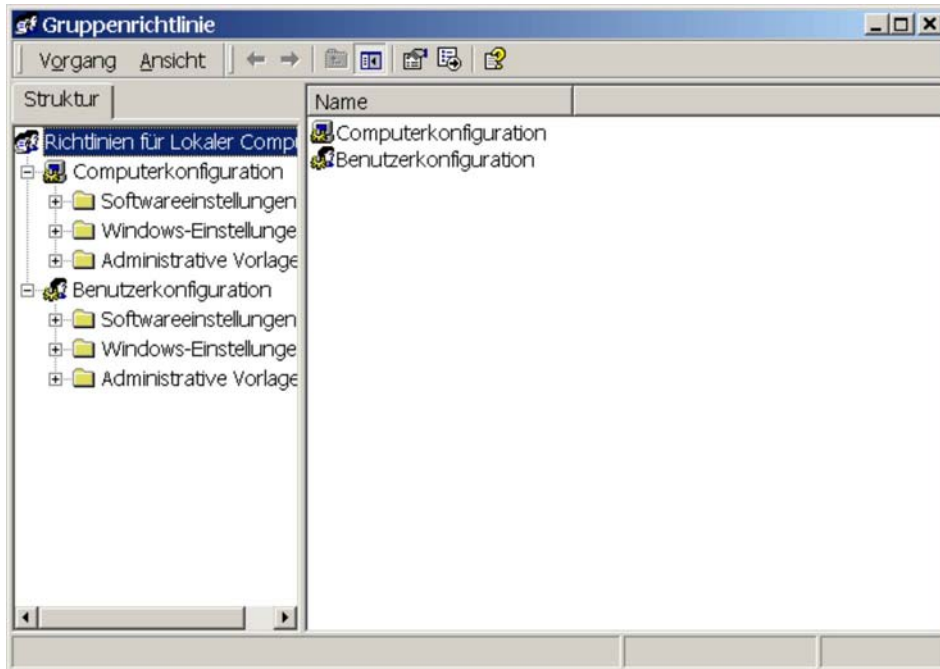 Gruppenrichtlinie
Vorgang Ansicht
Struktur
Richtlinien für Lokaler Comp
Computerkonfiguration
Softwareeinstellungen
Windows-Einstellunge
Administrative Vorlage
Benutzerkonfiguration
Softwareeinstellungen
Windows-Einstellunge
Administrative Vorlage
Name
Computerkonfiguration
Benutzerkonfiguration